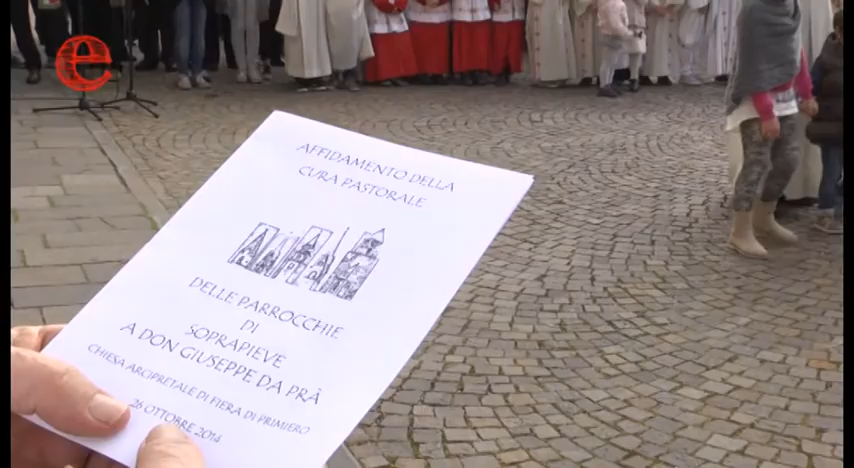 e
AFFIDAMENTO DELLA
CURA PASTORALE
DELLE PARROCCHIE
DI
SOPRAPIEVE
A DON GIUSEPPE DA PRÀ
CHIESA ARCIPRETALE DI FIERA DI PRIMIERO
26 OTTOBRE 2014